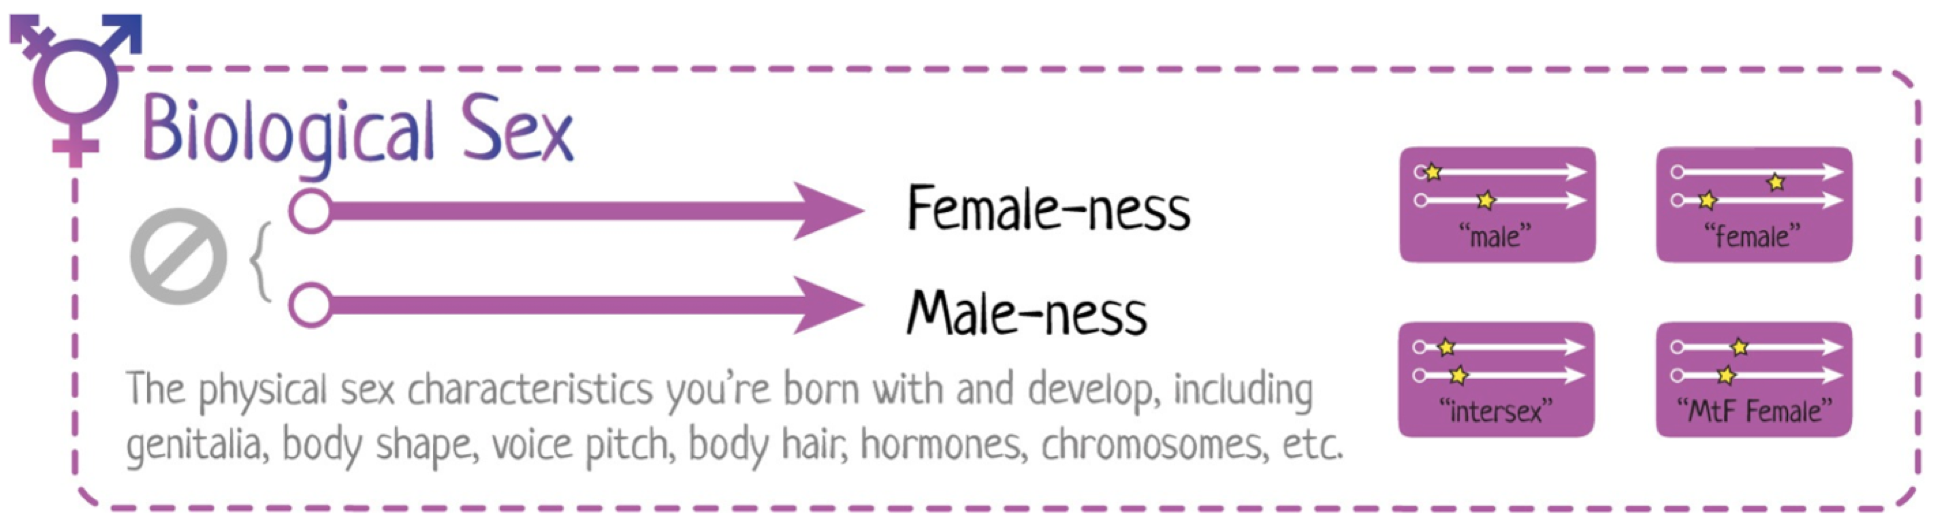 Biological Sex
Female-ness
Male-ness
The physical sex characteristics you’re born with and develop, including
genitalia, body shape, voice pitch, body hair, hormones, chromosomes, etc.
“male”
“female”
“intersex”
“MtF Female”